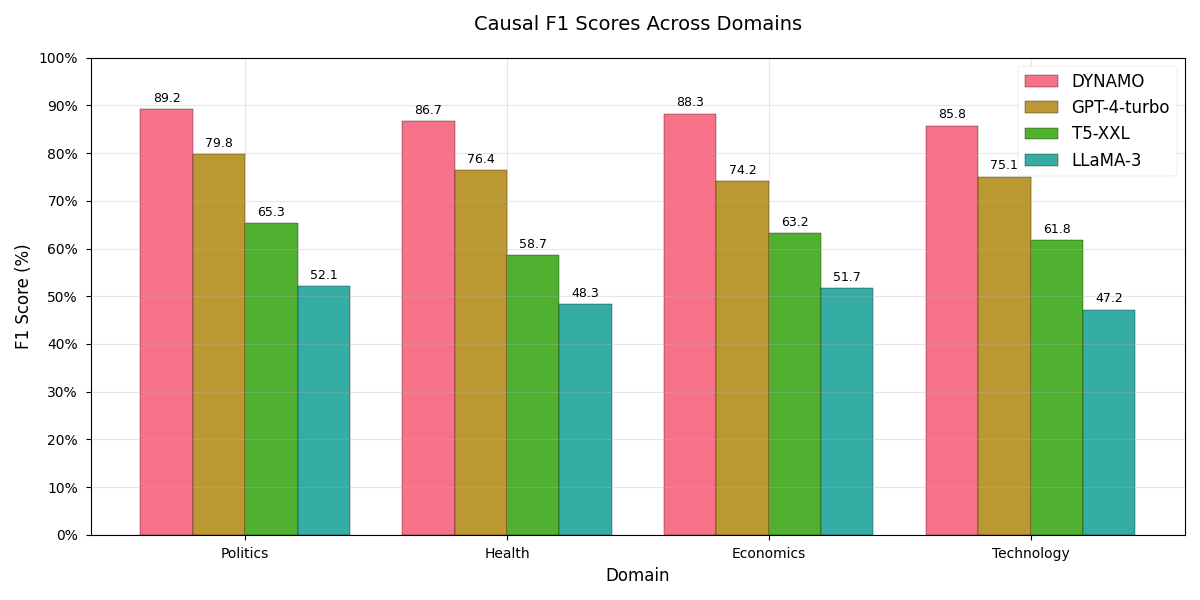 Causal F1 Scores Across Domains
100%
90%
80%
70%
60%
50%
40%
30%
20%
10%
0%
F1 Score (%)
89.2
79.8
65.3
52.1
86.7
76.4
58.7
48.3
88.3
74.2
63.2
51.7
85.8
75.1
61.8
47.2
DYNAMO
GPT-4-turbo
T5-XXL
LLaMA-3
Politics
Health
Economics
Technology
Domain